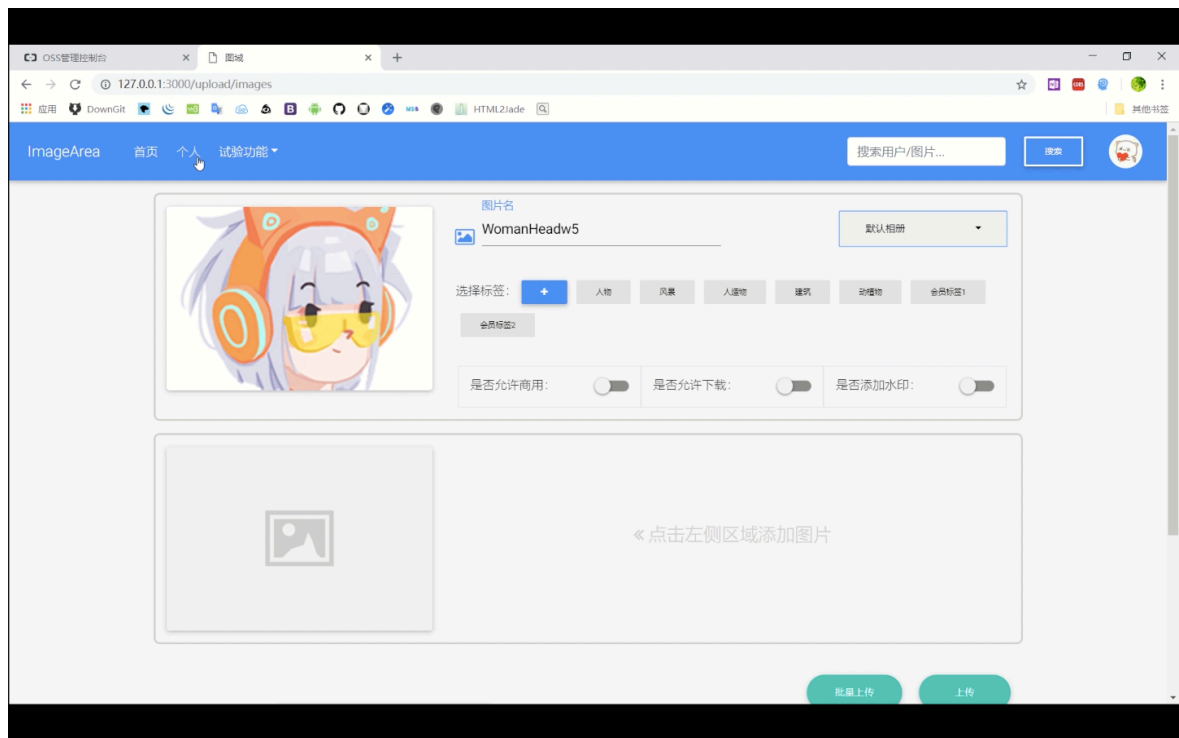 OSS管理控制台
图域
127.0.0.1:3000/upload/images
应用 DownGit HTML2Jade 其他书签
ImageArea 首页 个人 试验功能 搜索用户/图片... 搜索
图片名
WomanHeadw5 默认相册
选择标签: + 人物 风景 人造物 建筑 动植物 会员标签1
会员标签2
是否允许商用: 是否允许下载: 是否添加水印:
«点击左侧区域添加图片
批量上传 上传